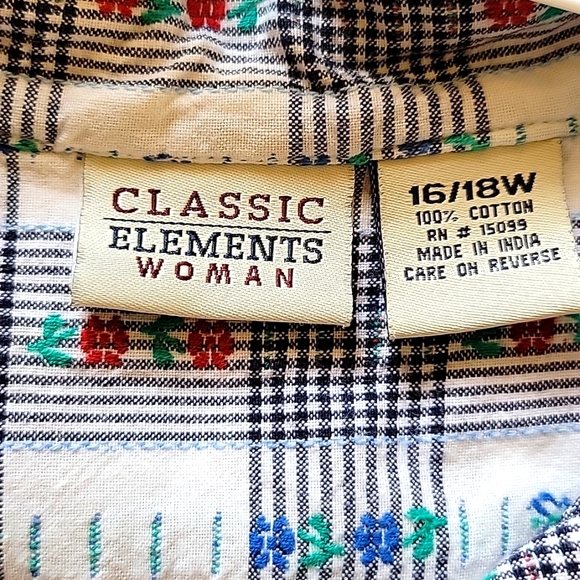 CLASSIC
ELEMENTS
WOMAN
16/18W
100% COTTON
RN # 15099
MADE IN INDIA
CARE ON REVERSE